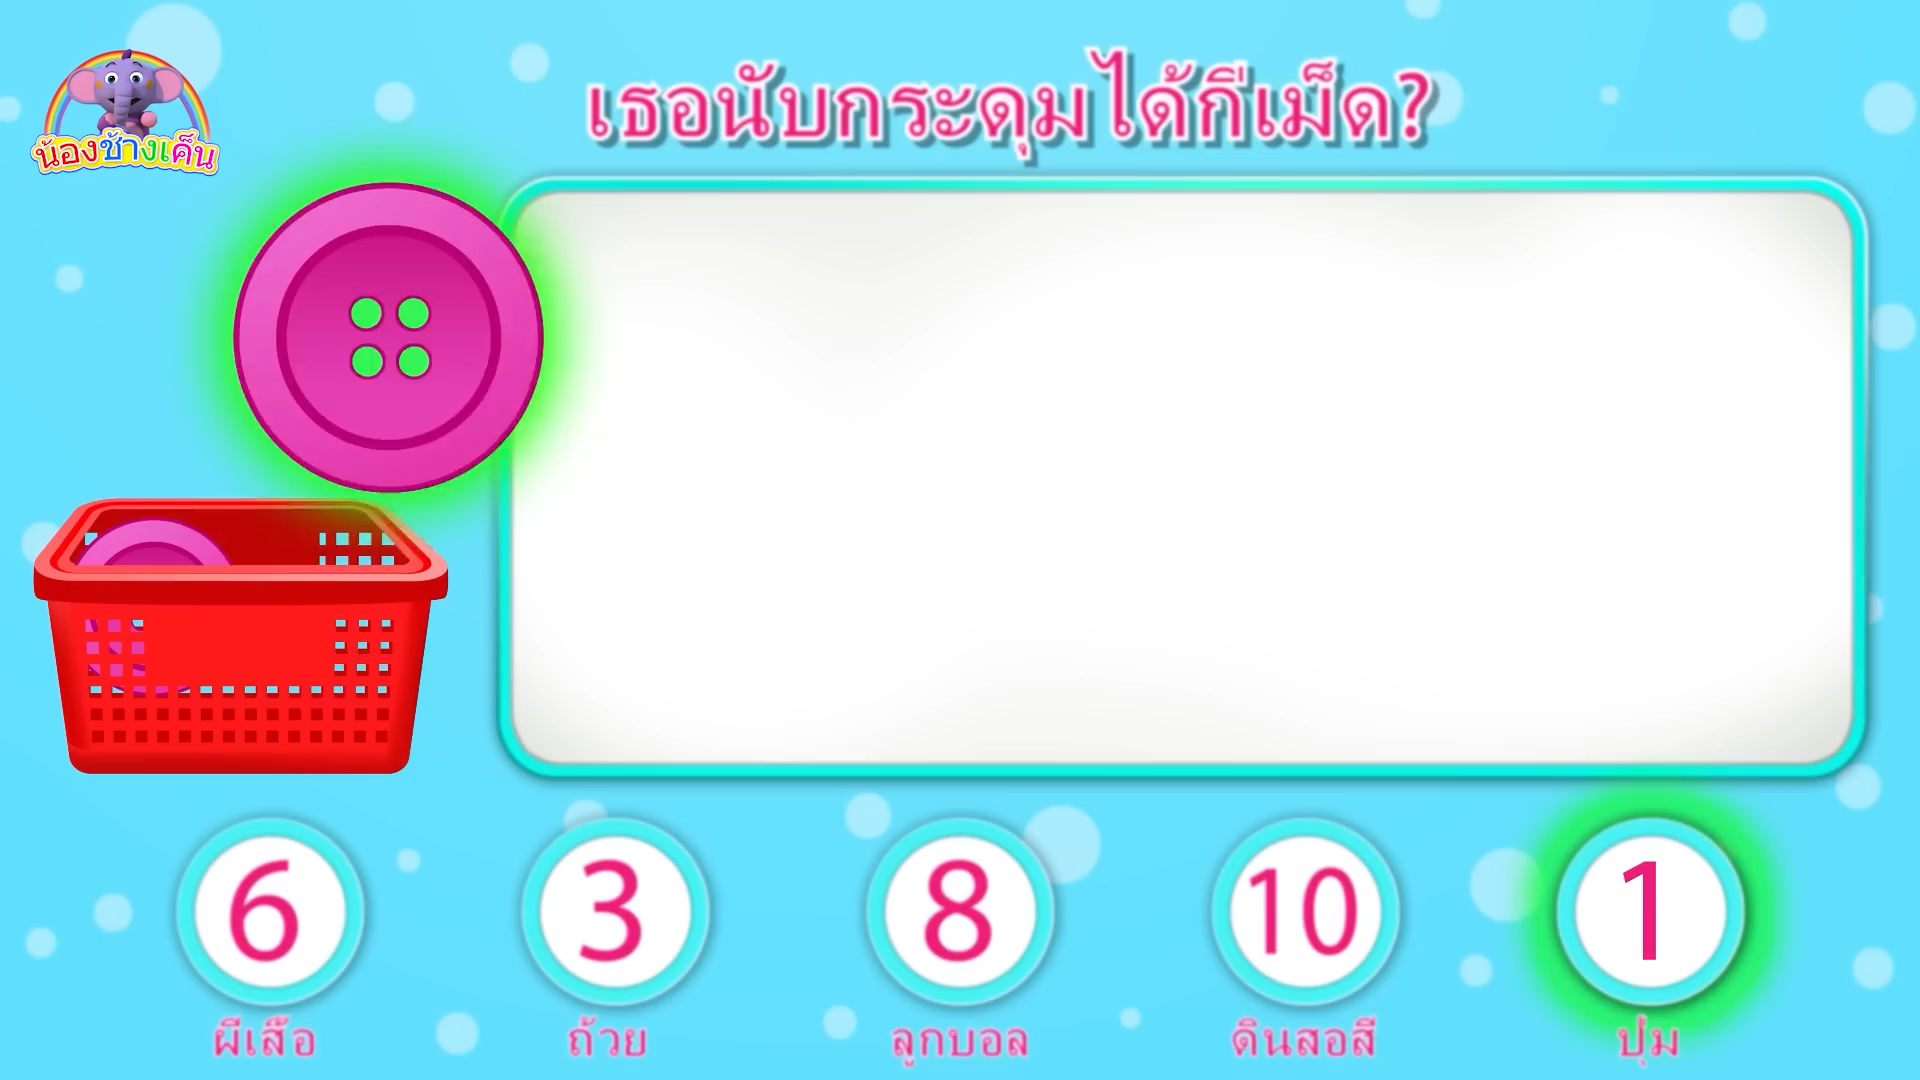 น้องช้างเค็น
เธอนับกระดุมได้กี่เม็ด?
6 3 8 10 1
ผีเสื้อ ถ้วย ลูกบอล ดินสอสี ปุ่ม